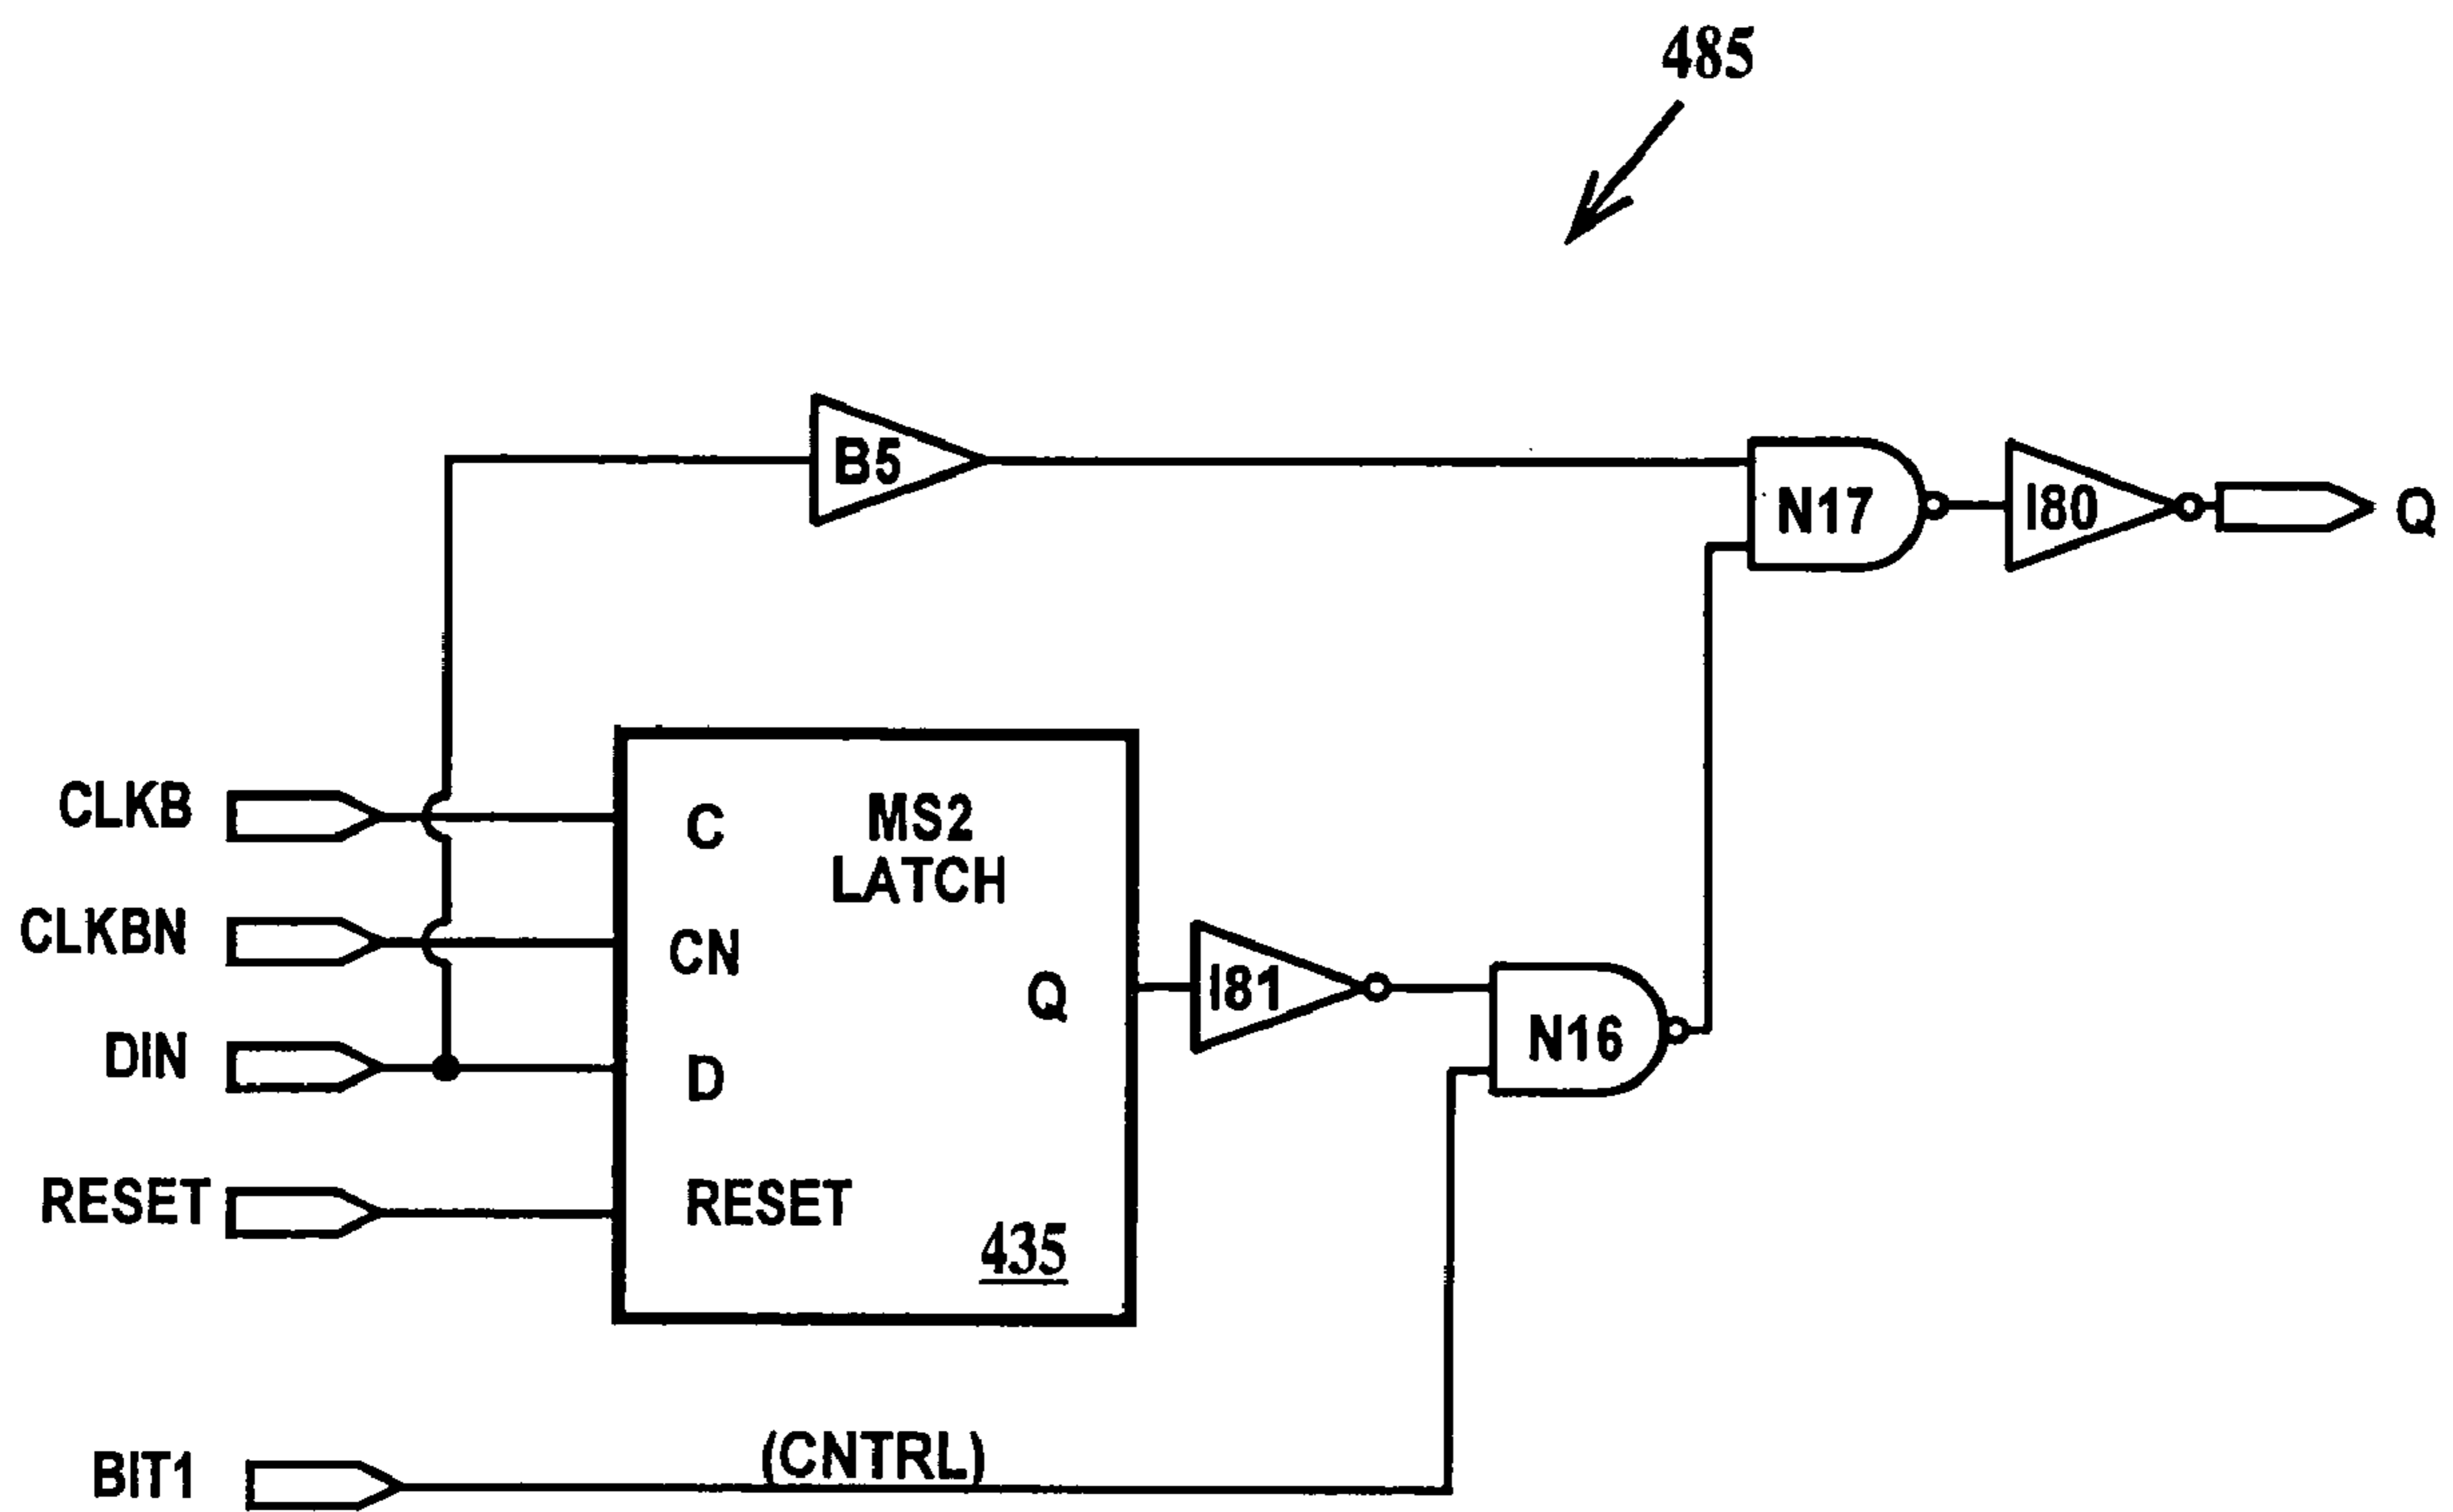 485
B5
N17
I80
Q
CLKB
C
MS2
LATCH
CLKBN
CN
Q
I81
N16
DIN
D
RESET
RESET
435
BIT1
(CNTRL)